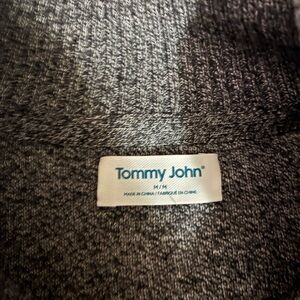 Tommy John®
M / M
MADE IN CHINA / FABRIQUÉ EN CHINE